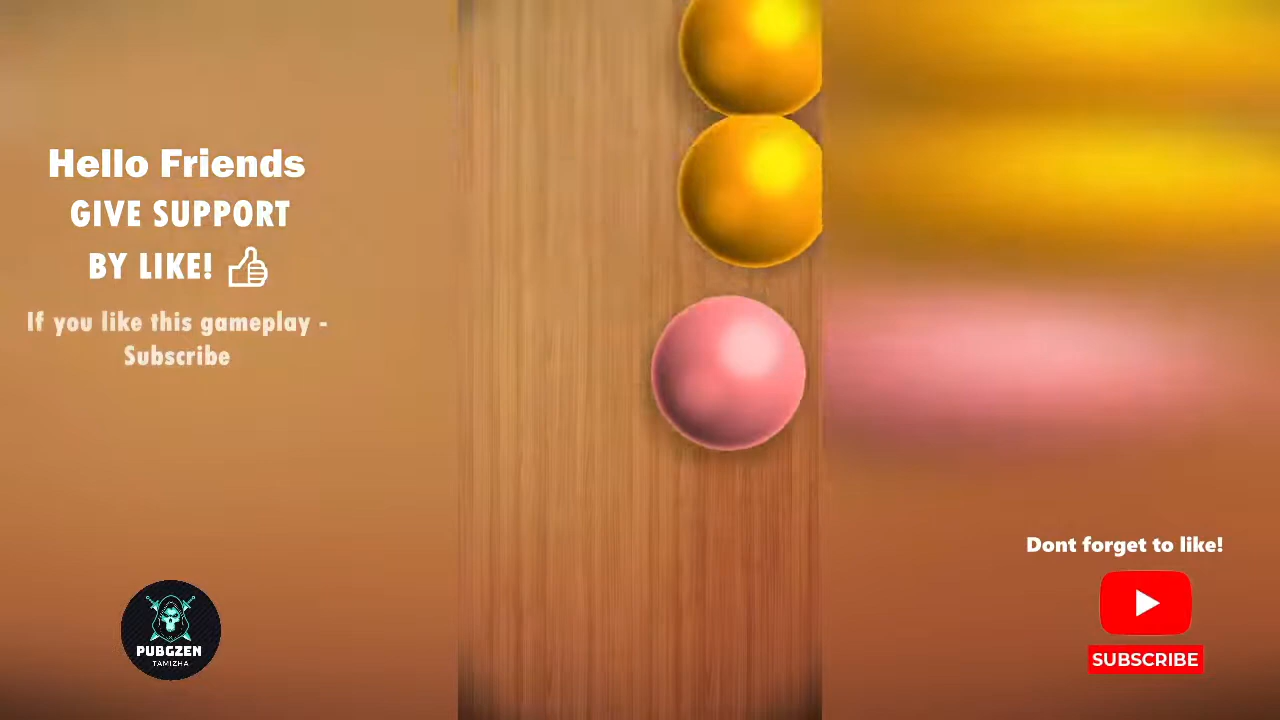 Hello Friends
GIVE SUPPORT
BY LIKE!
If you like this gameplay -
Subscribe
PUBGZEN
TAMIZHA
Dont forget to like!
SUBSCRIBE